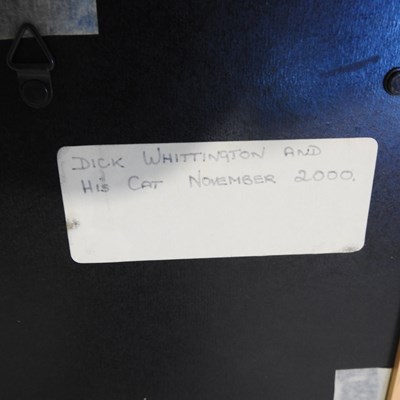 DICK WHITTINGTON AND
HIS CAT NOVEMBER 2000.